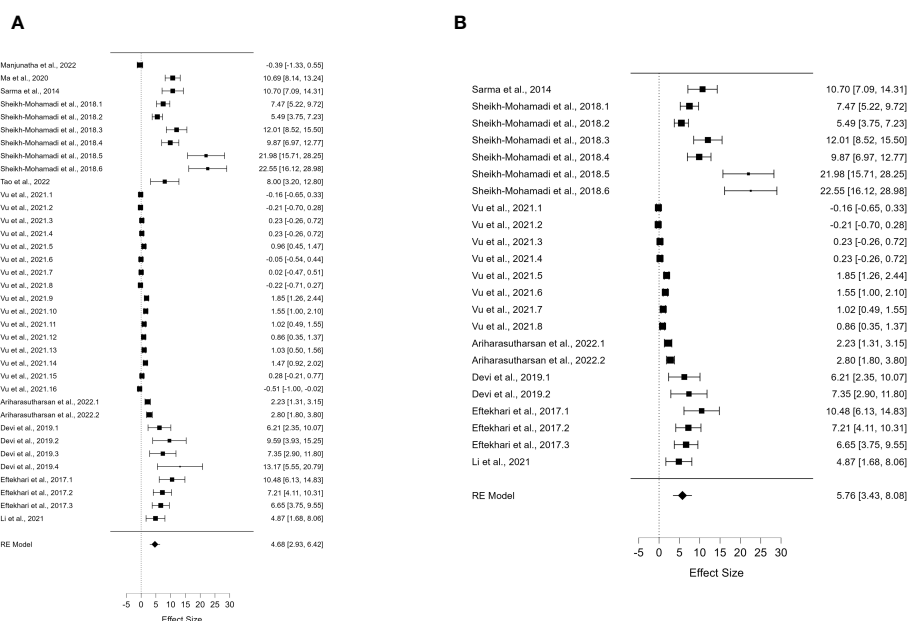 A
Manjunatha et al., 2022 -0.39 [-1.33, 0.55]
Ma et al., 2020 10.69 [8.14, 13.24]
Sarma et al., 2014 10.70 [7.09, 14.31]
Sheikh-Mohamadi et al., 2018.1 7.47 [5.22, 9.72]
Sheikh-Mohamadi et al., 2018.2 5.49 [3.75, 7.23]
Sheikh-Mohamadi et al., 2018.3 12.01 [8.52, 15.50]
Sheikh-Mohamadi et al., 2018.4 9.87 [6.97, 12.77]
Sheikh-Mohamadi et al., 2018.5 21.98 [15.71, 28.25]
Sheikh-Mohamadi et al., 2018.6 22.55 [16.12, 28.98]
Tao et al., 2022 8.00 [3.20, 12.80]
Vu et al., 2021.1 -0.16 [-0.65, 0.33]
Vu et al., 2021.2 -0.21 [-0.70, 0.28]
Vu et al., 2021.3 0.23 [-0.26, 0.72]
Vu et al., 2021.4 0.23 [-0.26, 0.72]
Vu et al., 2021.5 0.96 [0.45, 1.47]
Vu et al., 2021.6 -0.05 [-0.54, 0.44]
Vu et al., 2021.7 0.02 [-0.47, 0.51]
Vu et al., 2021.8 -0.22 [-0.71, 0.27]
Vu et al., 2021.9 1.85 [1.26, 2.44]
Vu et al., 2021.10 1.55 [1.00, 2.10]
Vu et al., 2021.11 1.02 [0.49, 1.55]
Vu et al., 2021.12 0.86 [0.35, 1.37]
Vu et al., 2021.13 1.03 [0.50, 1.56]
Vu et al., 2021.14 1.47 [0.92, 2.02]
Vu et al., 2021.15 0.28 [-0.21, 0.77]
Vu et al., 2021.16 -0.51 [-1.00, -0.02]
Ariharasutharsan et al., 2022.1 2.23 [1.31, 3.15]
Ariharasutharsan et al., 2022.2 2.80 [1.80, 3.80]
Devi et al., 2019.1 6.21 [2.35, 10.07]
Devi et al., 2019.2 9.59 [3.93, 15.25]
Devi et al., 2019.3 7.35 [2.90, 11.80]
Devi et al., 2019.4 13.17 [5.55, 20.79]
Eftekhari et al., 2017.1 10.48 [6.13, 14.83]
Eftekhari et al., 2017.2 7.21 [4.11, 10.31]
Eftekhari et al., 2017.3 6.65 [3.75, 9.55]
Li et al., 2021 4.87 [1.68, 8.06]
RE Model 4.68 [2.93, 6.42]
-5 0 5 10 15 20 25 30
Effect Size
B
Sarma et al., 2014 10.70 [7.09, 14.31]
Sheikh-Mohamadi et al., 2018.1 7.47 [5.22, 9.72]
Sheikh-Mohamadi et al., 2018.2 5.49 [3.75, 7.23]
Sheikh-Mohamadi et al., 2018.3 12.01 [8.52, 15.50]
Sheikh-Mohamadi et al., 2018.4 9.87 [6.97, 12.77]
Sheikh-Mohamadi et al., 2018.5 21.98 [15.71, 28.25]
Sheikh-Mohamadi et al., 2018.6 22.55 [16.12, 28.98]
Vu et al., 2021.1 -0.16 [-0.65, 0.33]
Vu et al., 2021.2 -0.21 [-0.70, 0.28]
Vu et al., 2021.3 0.23 [-0.26, 0.72]
Vu et al., 2021.4 0.23 [-0.26, 0.72]
Vu et al., 2021.5 1.85 [1.26, 2.44]
Vu et al., 2021.6 1.55 [1.00, 2.10]
Vu et al., 2021.7 1.02 [0.49, 1.55]
Vu et al., 2021.8 0.86 [0.35, 1.37]
Ariharasutharsan et al., 2022.1 2.23 [1.31, 3.15]
Ariharasutharsan et al., 2022.2 2.80 [1.80, 3.80]
Devi et al., 2019.1 6.21 [2.35, 10.07]
Devi et al., 2019.2 7.35 [2.90, 11.80]
Eftekhari et al., 2017.1 10.48 [6.13, 14.83]
Eftekhari et al., 2017.2 7.21 [4.11, 10.31]
Eftekhari et al., 2017.3 6.65 [3.75, 9.55]
Li et al., 2021 4.87 [1.68, 8.06]
RE Model 5.76 [3.43, 8.08]
-5 0 5 10 15 20 25 30
Effect Size